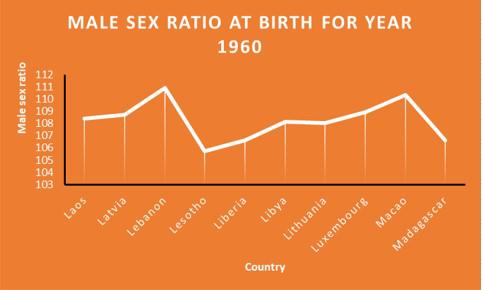 MALE SEX RATIO AT BIRTH FOR YEAR
1960
Male sex ratio
112
111
110
109
108
107
106
105
104
103
Laos
Latvia
Lebanon
Lesotho
Liberia
Libya
Lithuania
Luxembourg
Macao
Madagascar
Country